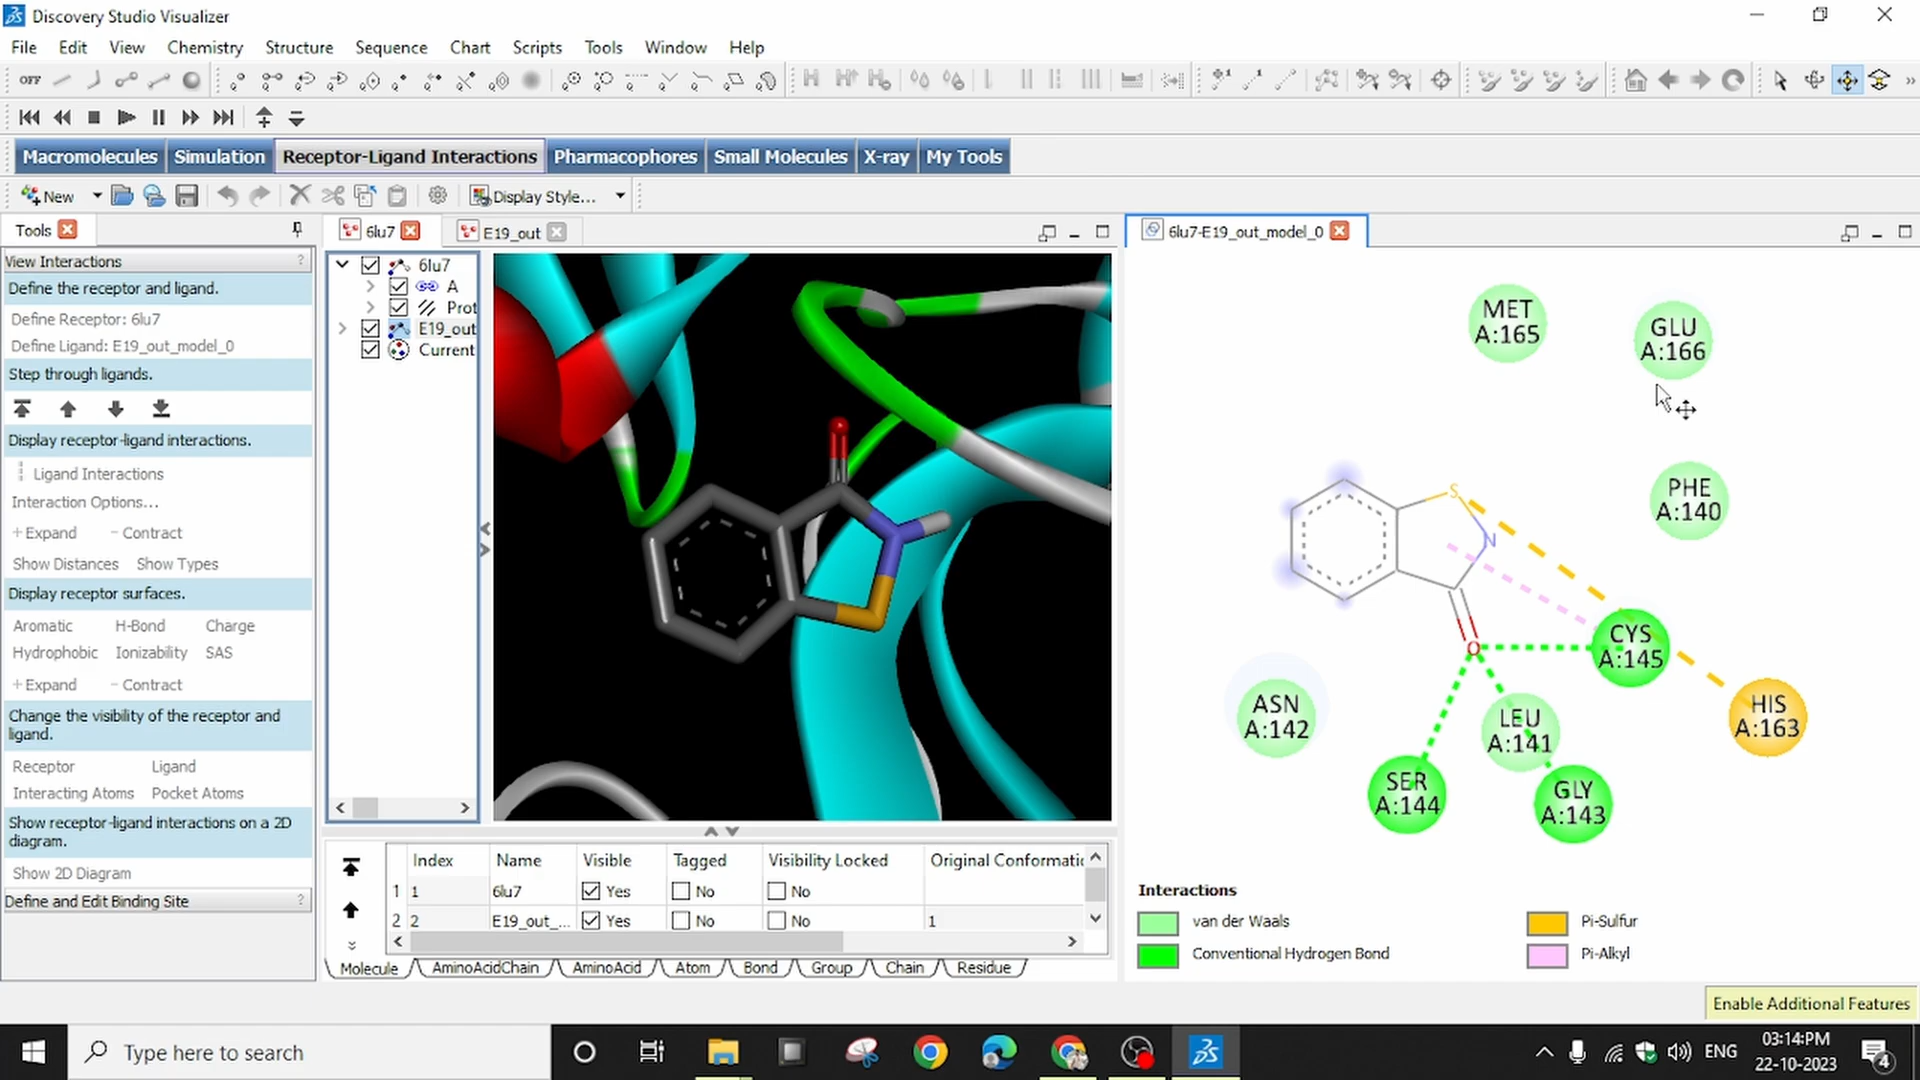 Discovery Studio Visualizer
File Edit View Chemistry Structure Sequence Chart Scripts Tools Window Help
OFF
Macromolecules Simulation Receptor-Ligand Interactions Pharmacophores Small Molecules X-ray My Tools
New Display Style...
Tools
6lu7 E19_out
6lu7-E19_out_model_0
View Interactions ?
Define the receptor and ligand.
Define Receptor: 6lu7
Define Ligand: E19_out_model_0
Step through ligands.
Display receptor-ligand interactions.
Ligand Interactions
Interaction Options...
+Expand - Contract
Show Distances Show Types
Display receptor surfaces.
Aromatic H-Bond Charge
Hydrophobic Ionizability SAS
+Expand - Contract
Change the visibility of the receptor and
ligand.
Receptor Ligand
Interacting Atoms Pocket Atoms
Show receptor-ligand interactions on a 2D
diagram.
Show 2D Diagram
Define and Edit Binding Site ?
6lu7
A
Prot
E19_out
Current
Index Name Visible Tagged Visibility Locked Original Conformati
1 1 6lu7 Yes No No
2 2 E19_out_... Yes No No 1
Molecule AminoAcidChain AminoAcid Atom Bond Group Chain Residue
MET
A:165
GLU
A:166
PHE
A:140
S
N
O
CYS
A:145
HIS
A:163
ASN
A:142
LEU
A:141
SER
A:144
GLY
A:143
Interactions
van der Waals
Conventional Hydrogen Bond
Pi-Sulfur
Pi-Alkyl
Enable Additional Features
Type here to search
ENG
03:14PM
22-10-2023
4